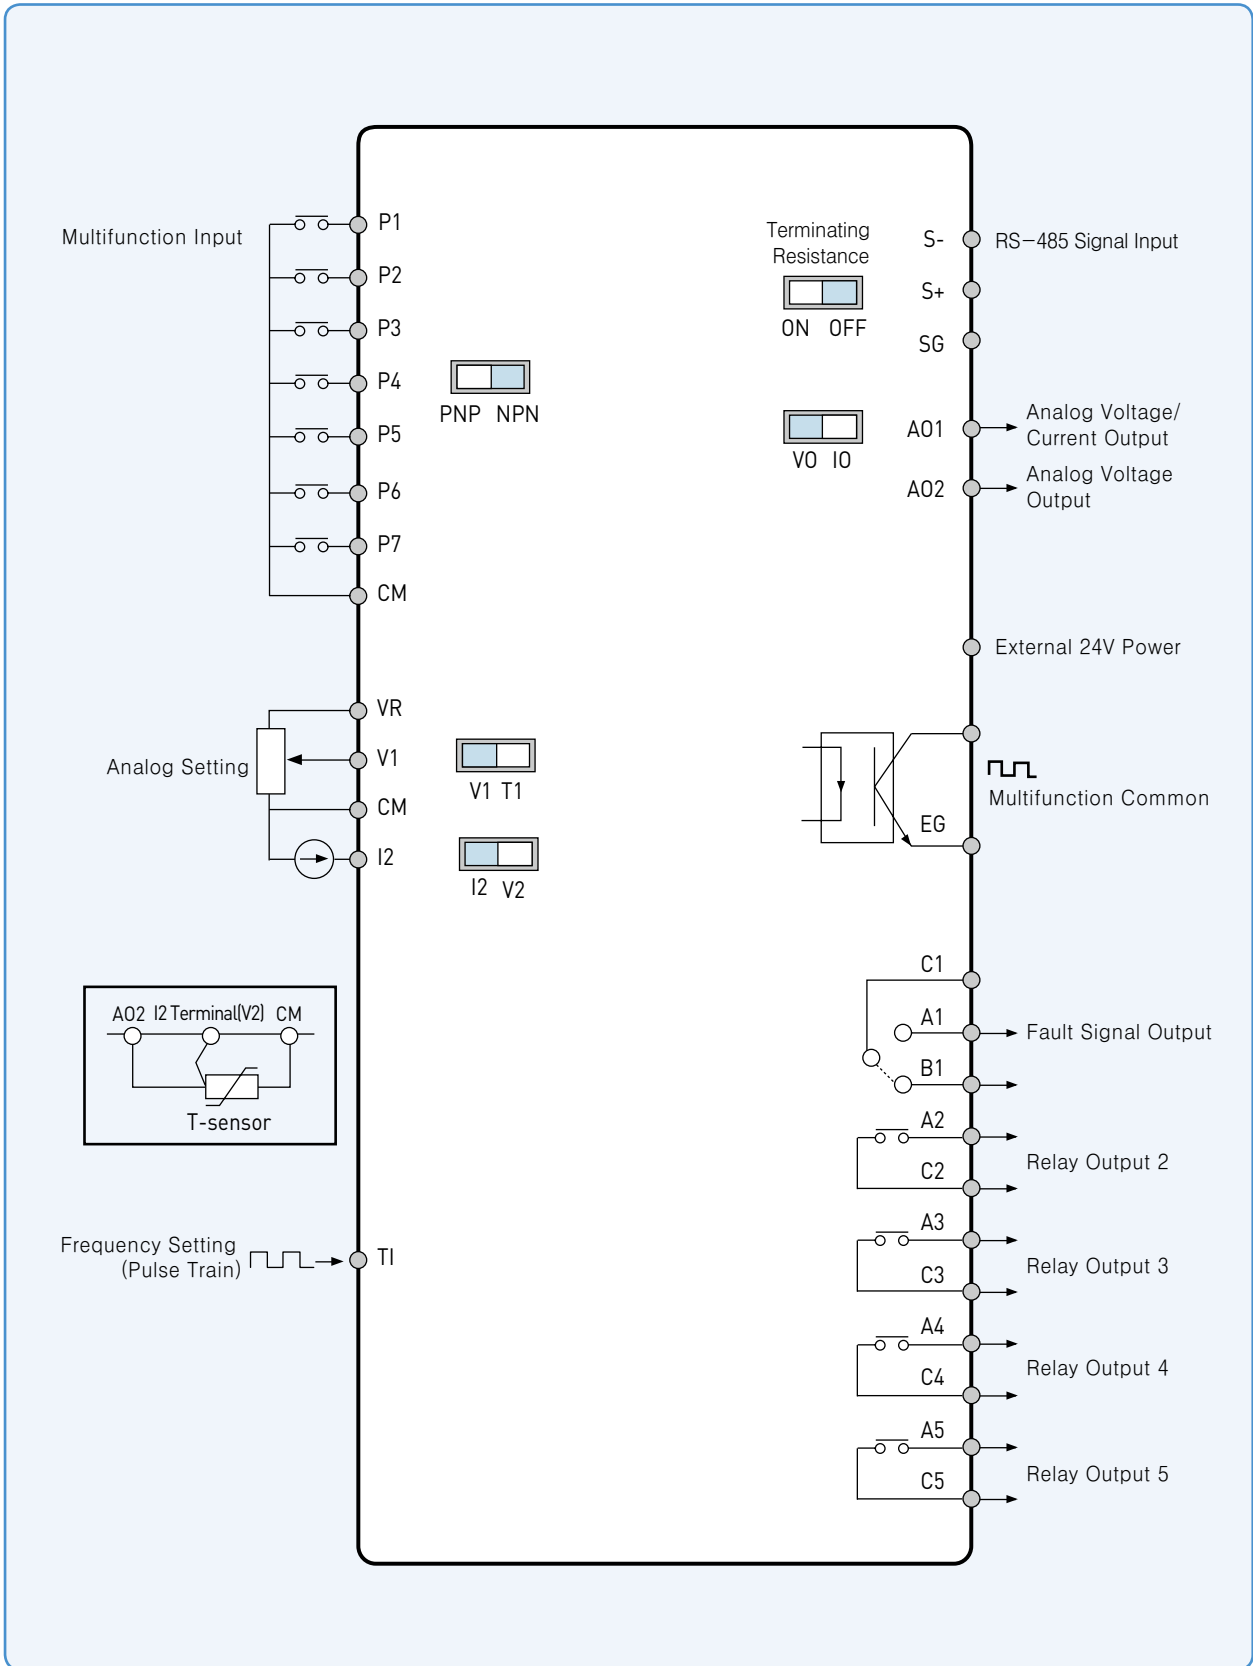 Multifunction Input
P1
P2
P3
P4
P5
P6
P7
CM
PNP NPN
Terminating
Resistance
ON OFF
S-
RS-485 Signal Input
S+
SG
VO IO
AO1
Analog Voltage/
Current Output
AO2
Analog Voltage
Output
External 24V Power
Analog Setting
VR
V1
CM
I2
V1 T1
I2 V2
Multifunction Common
EG
AO2 I2 Terminal(V2) CM
T-sensor
Frequency Setting
(Pulse Train)
TI
C1
A1
Fault Signal Output
B1
A2
Relay Output 2
C2
A3
Relay Output 3
C3
A4
Relay Output 4
C4
A5
Relay Output 5
C5